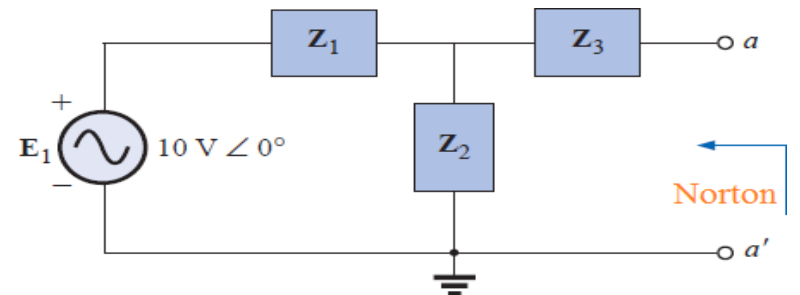 Z₁
Z₃
a
+
E₁
10 V ∠ 0°
Z₂
−
Norton
a′